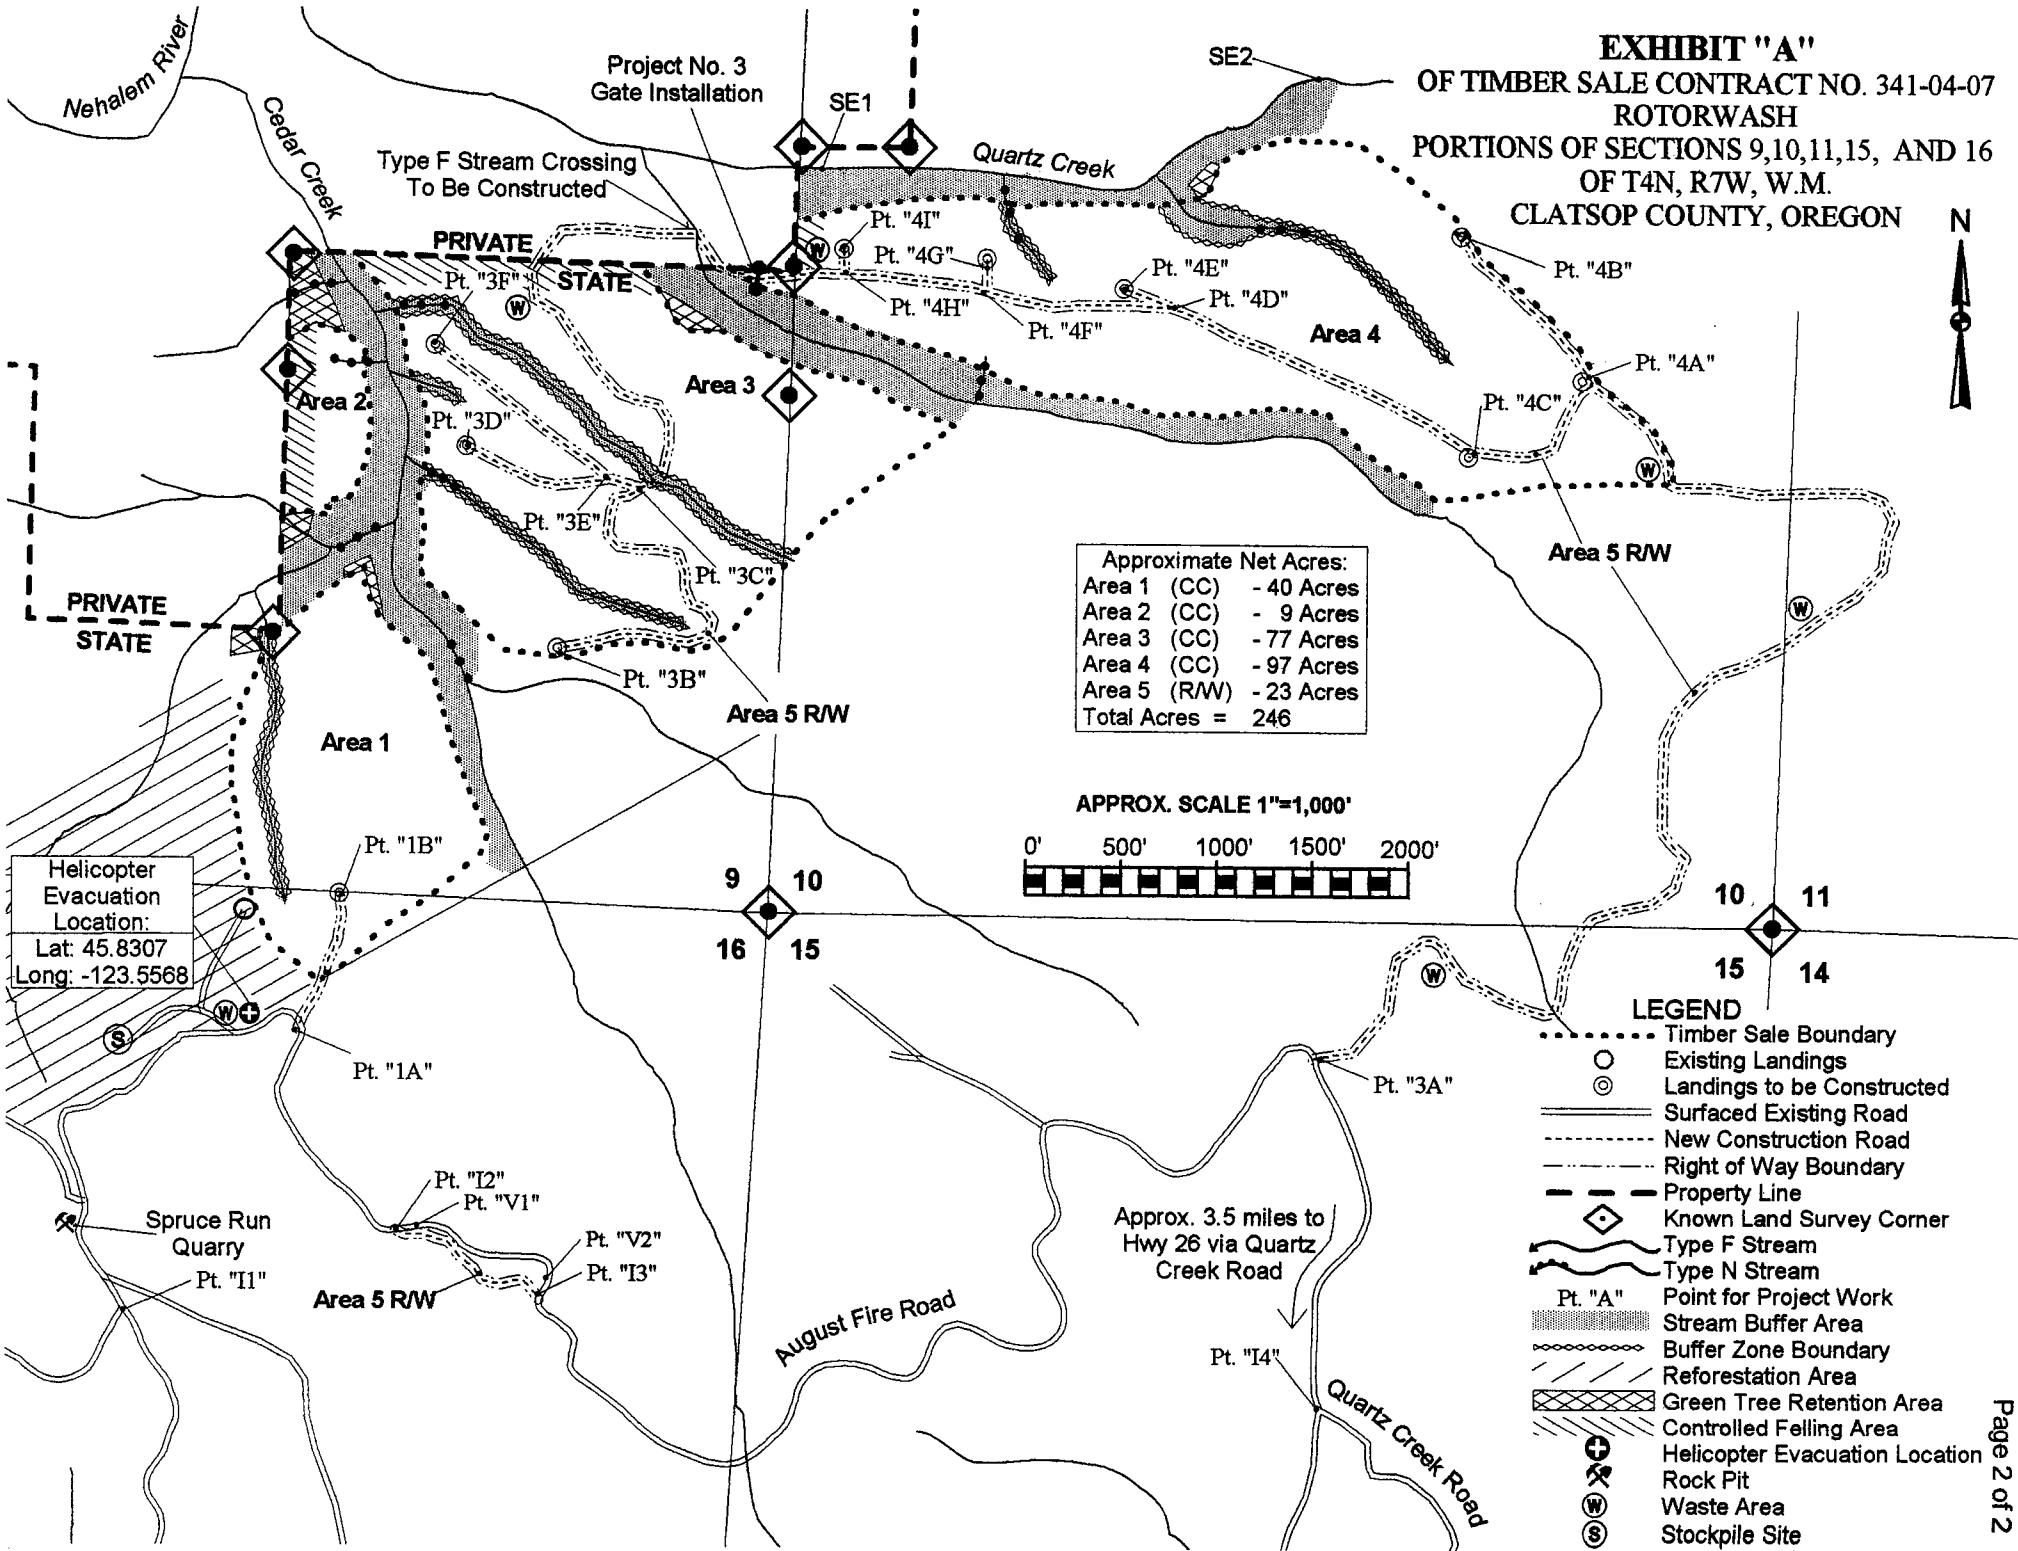 EXHIBIT "A"
OF TIMBER SALE CONTRACT NO. 341-04-07
ROTORWASH
PORTIONS OF SECTIONS 9,10,11,15, AND 16
OF T4N, R7W, W.M.
CLATSOP COUNTY, OREGON
N
Nehalem River
Cedar Creek
Project No. 3
Gate Installation
SE1
SE2
Type F Stream Crossing
To Be Constructed
Quartz Creek
PRIVATE
STATE
Pt. "3F"
W
W
Pt. "4I"
Pt. "4G"
Pt. "4H"
Pt. "4F"
Pt. "4E"
Pt. "4D"
Pt. "4B"
Area 4
Pt. "4A"
Pt. "4C"
W
Area 2
Area 3
Pt. "3D"
Pt. "3E"
Pt. "3C"
Area 5 R/W
W
PRIVATE
STATE
Pt. "3B"
Area 5 R/W
Area 1
Approximate Net Acres:
Area 1 (CC) - 40 Acres
Area 2 (CC) - 9 Acres
Area 3 (CC) - 77 Acres
Area 4 (CC) - 97 Acres
Area 5 (R/W) - 23 Acres
Total Acres = 246
APPROX. SCALE 1"=1,000'
0' 500' 1000' 1500' 2000'
Pt. "1B"
Helicopter
Evacuation
Location:
Lat: 45.8307
Long: -123.5568
9 10
16 15
10 11
15 14
W
W
S
Pt. "1A"
Pt. "3A"
Pt. "I2"
Pt. "V1"
Pt. "V2"
Pt. "I3"
Area 5 R/W
Spruce Run
Quarry
Pt. "I1"
August Fire Road
Approx. 3.5 miles to
Hwy 26 via Quartz
Creek Road
Pt. "I4"
Quartz Creek Road
LEGEND
Timber Sale Boundary
Existing Landings
Landings to be Constructed
Surfaced Existing Road
New Construction Road
Right of Way Boundary
Property Line
Known Land Survey Corner
Type F Stream
Type N Stream
Pt. "A" Point for Project Work
Stream Buffer Area
Buffer Zone Boundary
Reforestation Area
Green Tree Retention Area
Controlled Felling Area
Helicopter Evacuation Location
Rock Pit
W Waste Area
S Stockpile Site
Page 2 of 2